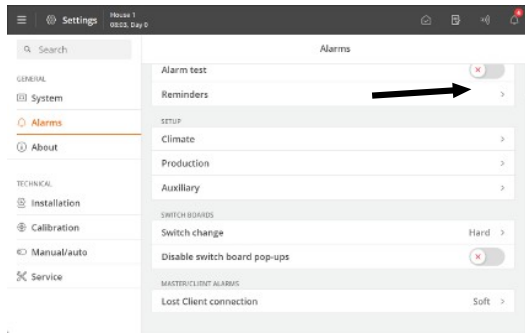 Settings
House 1
08:03, Day 0
Search
Alarms
GENERAL
System
Alarms
About
TECHNICAL
Installation
Calibration
Manual/auto
Service
Alarm test
Reminders
SETUP
Climate
Production
Auxiliary
SWITCH BOARDS
Switch change Hard
Disable switch board pop-ups
MASTER/CLIENT ALARMS
Lost Client connection Soft